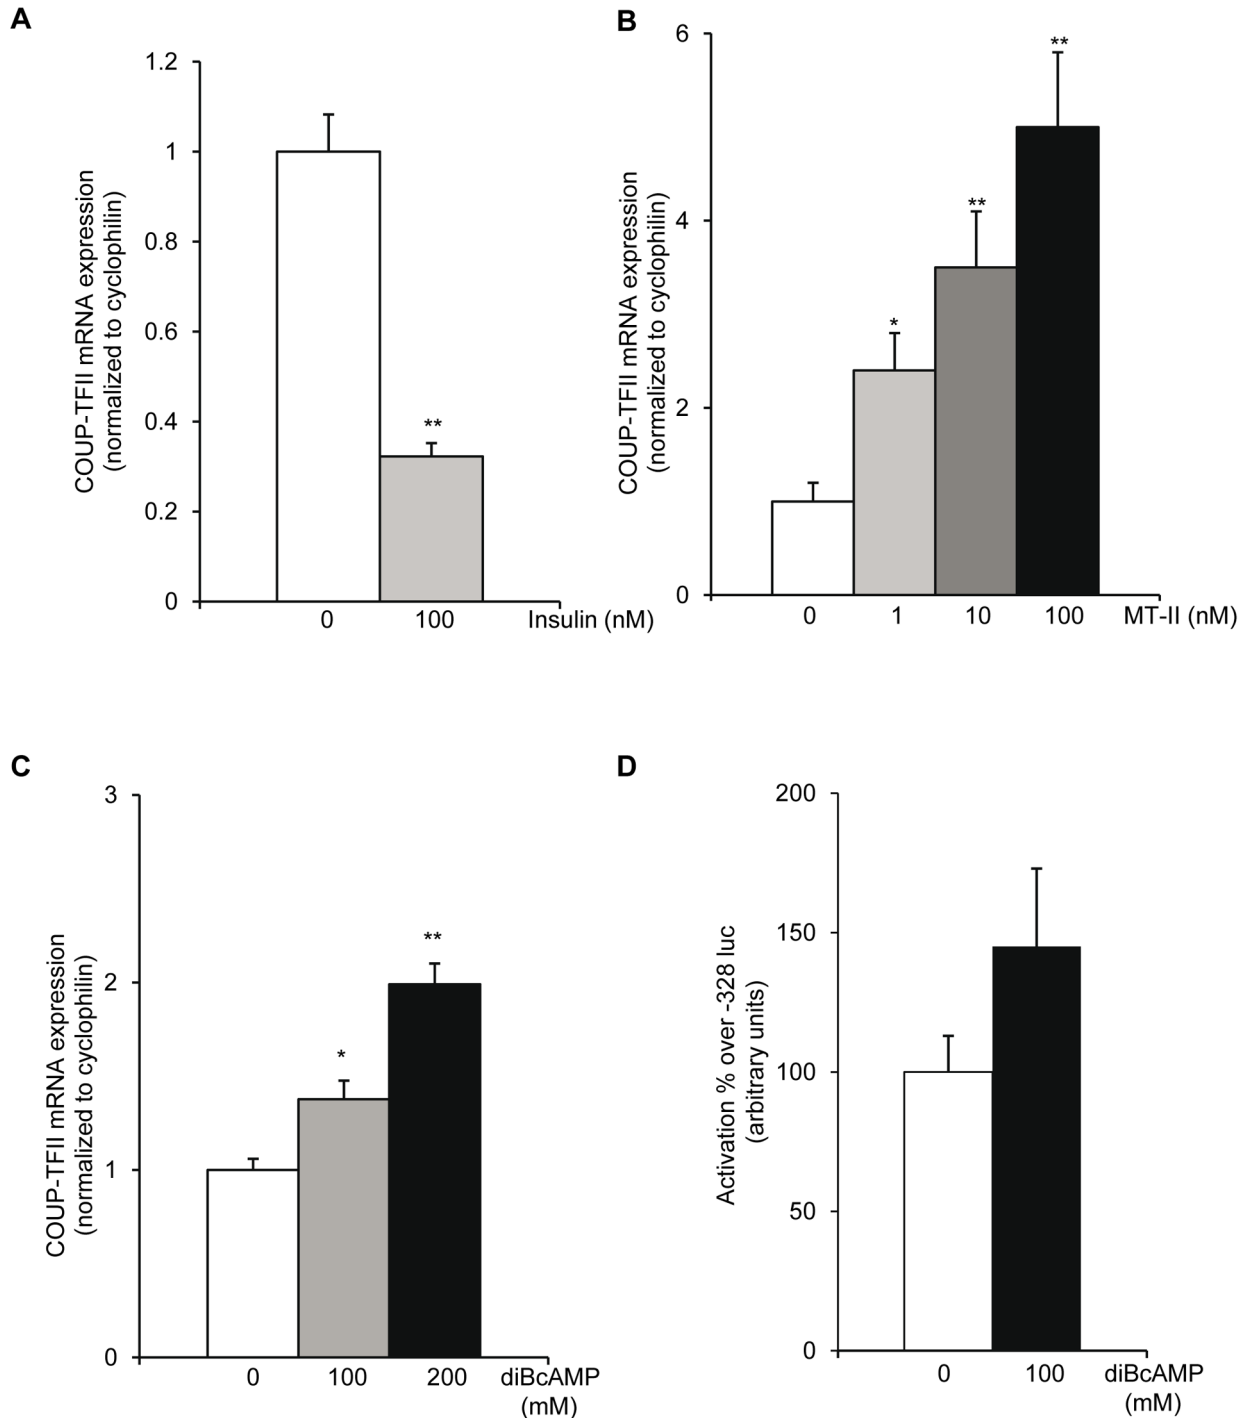 A
COUP-TFII mRNA expression
(normalized to cyclophilin)
1.2
1
0.8
0.6
0.4
0.2
0
**
0 100 Insulin (nM)
B
COUP-TFII mRNA expression
(normalized to cyclophilin)
6
4
2
0
*
**
**
0 1 10 100 MT-II (nM)
C
COUP-TFII mRNA expression
(normalized to cyclophilin)
3
2
1
0
*
**
0 100 200 diBcAMP
(mM)
D
Activation % over -328 luc
(arbitrary units)
200
150
100
50
0
0 100 diBcAMP
(mM)